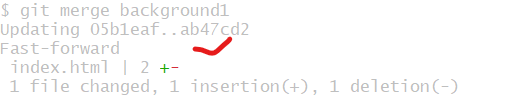 $ git merge background1
Updating 05b1eaf..ab47cd2
Fast-forward
 index.html | 2 +-
 1 file changed, 1 insertion(+), 1 deletion(-)